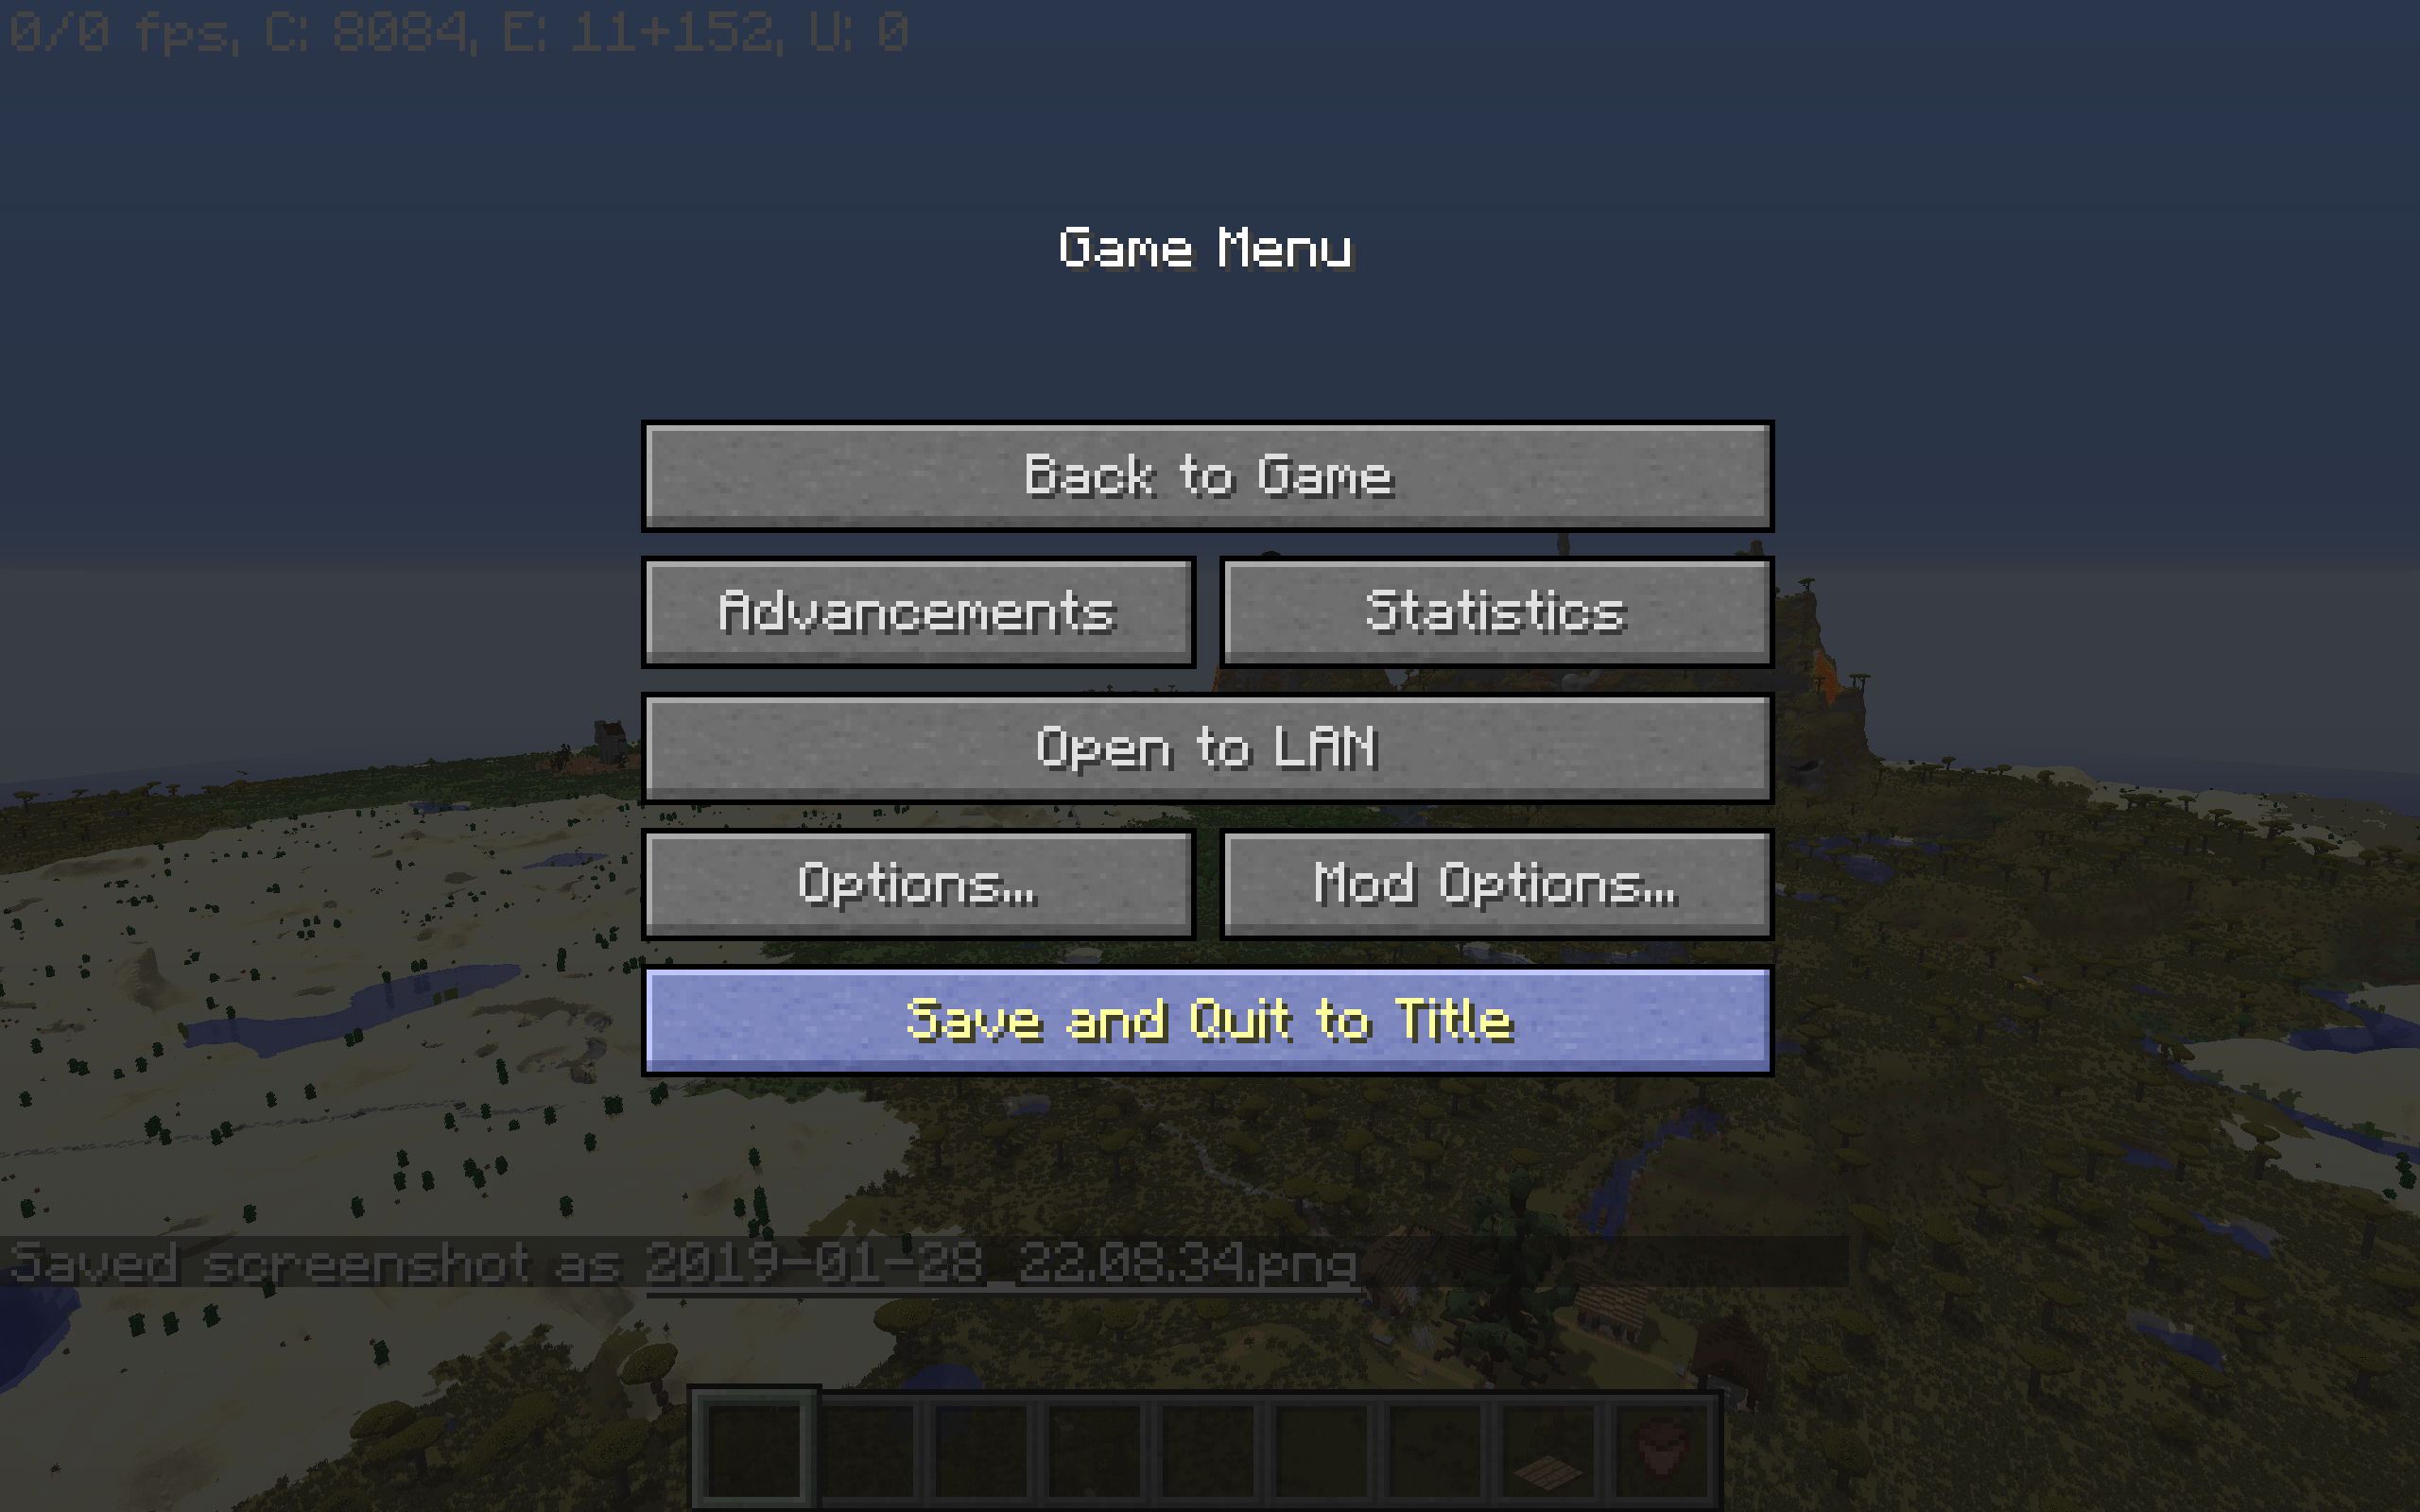 0/0 fps, C: 8084, E: 11+152, U: 0
Game Menu
Back to Game
Advancements
Statistics
Open to LAN
Options...
Mod Options...
Save and Quit to Title
Saved screenshot as 2019-01-28_22.08.34.png